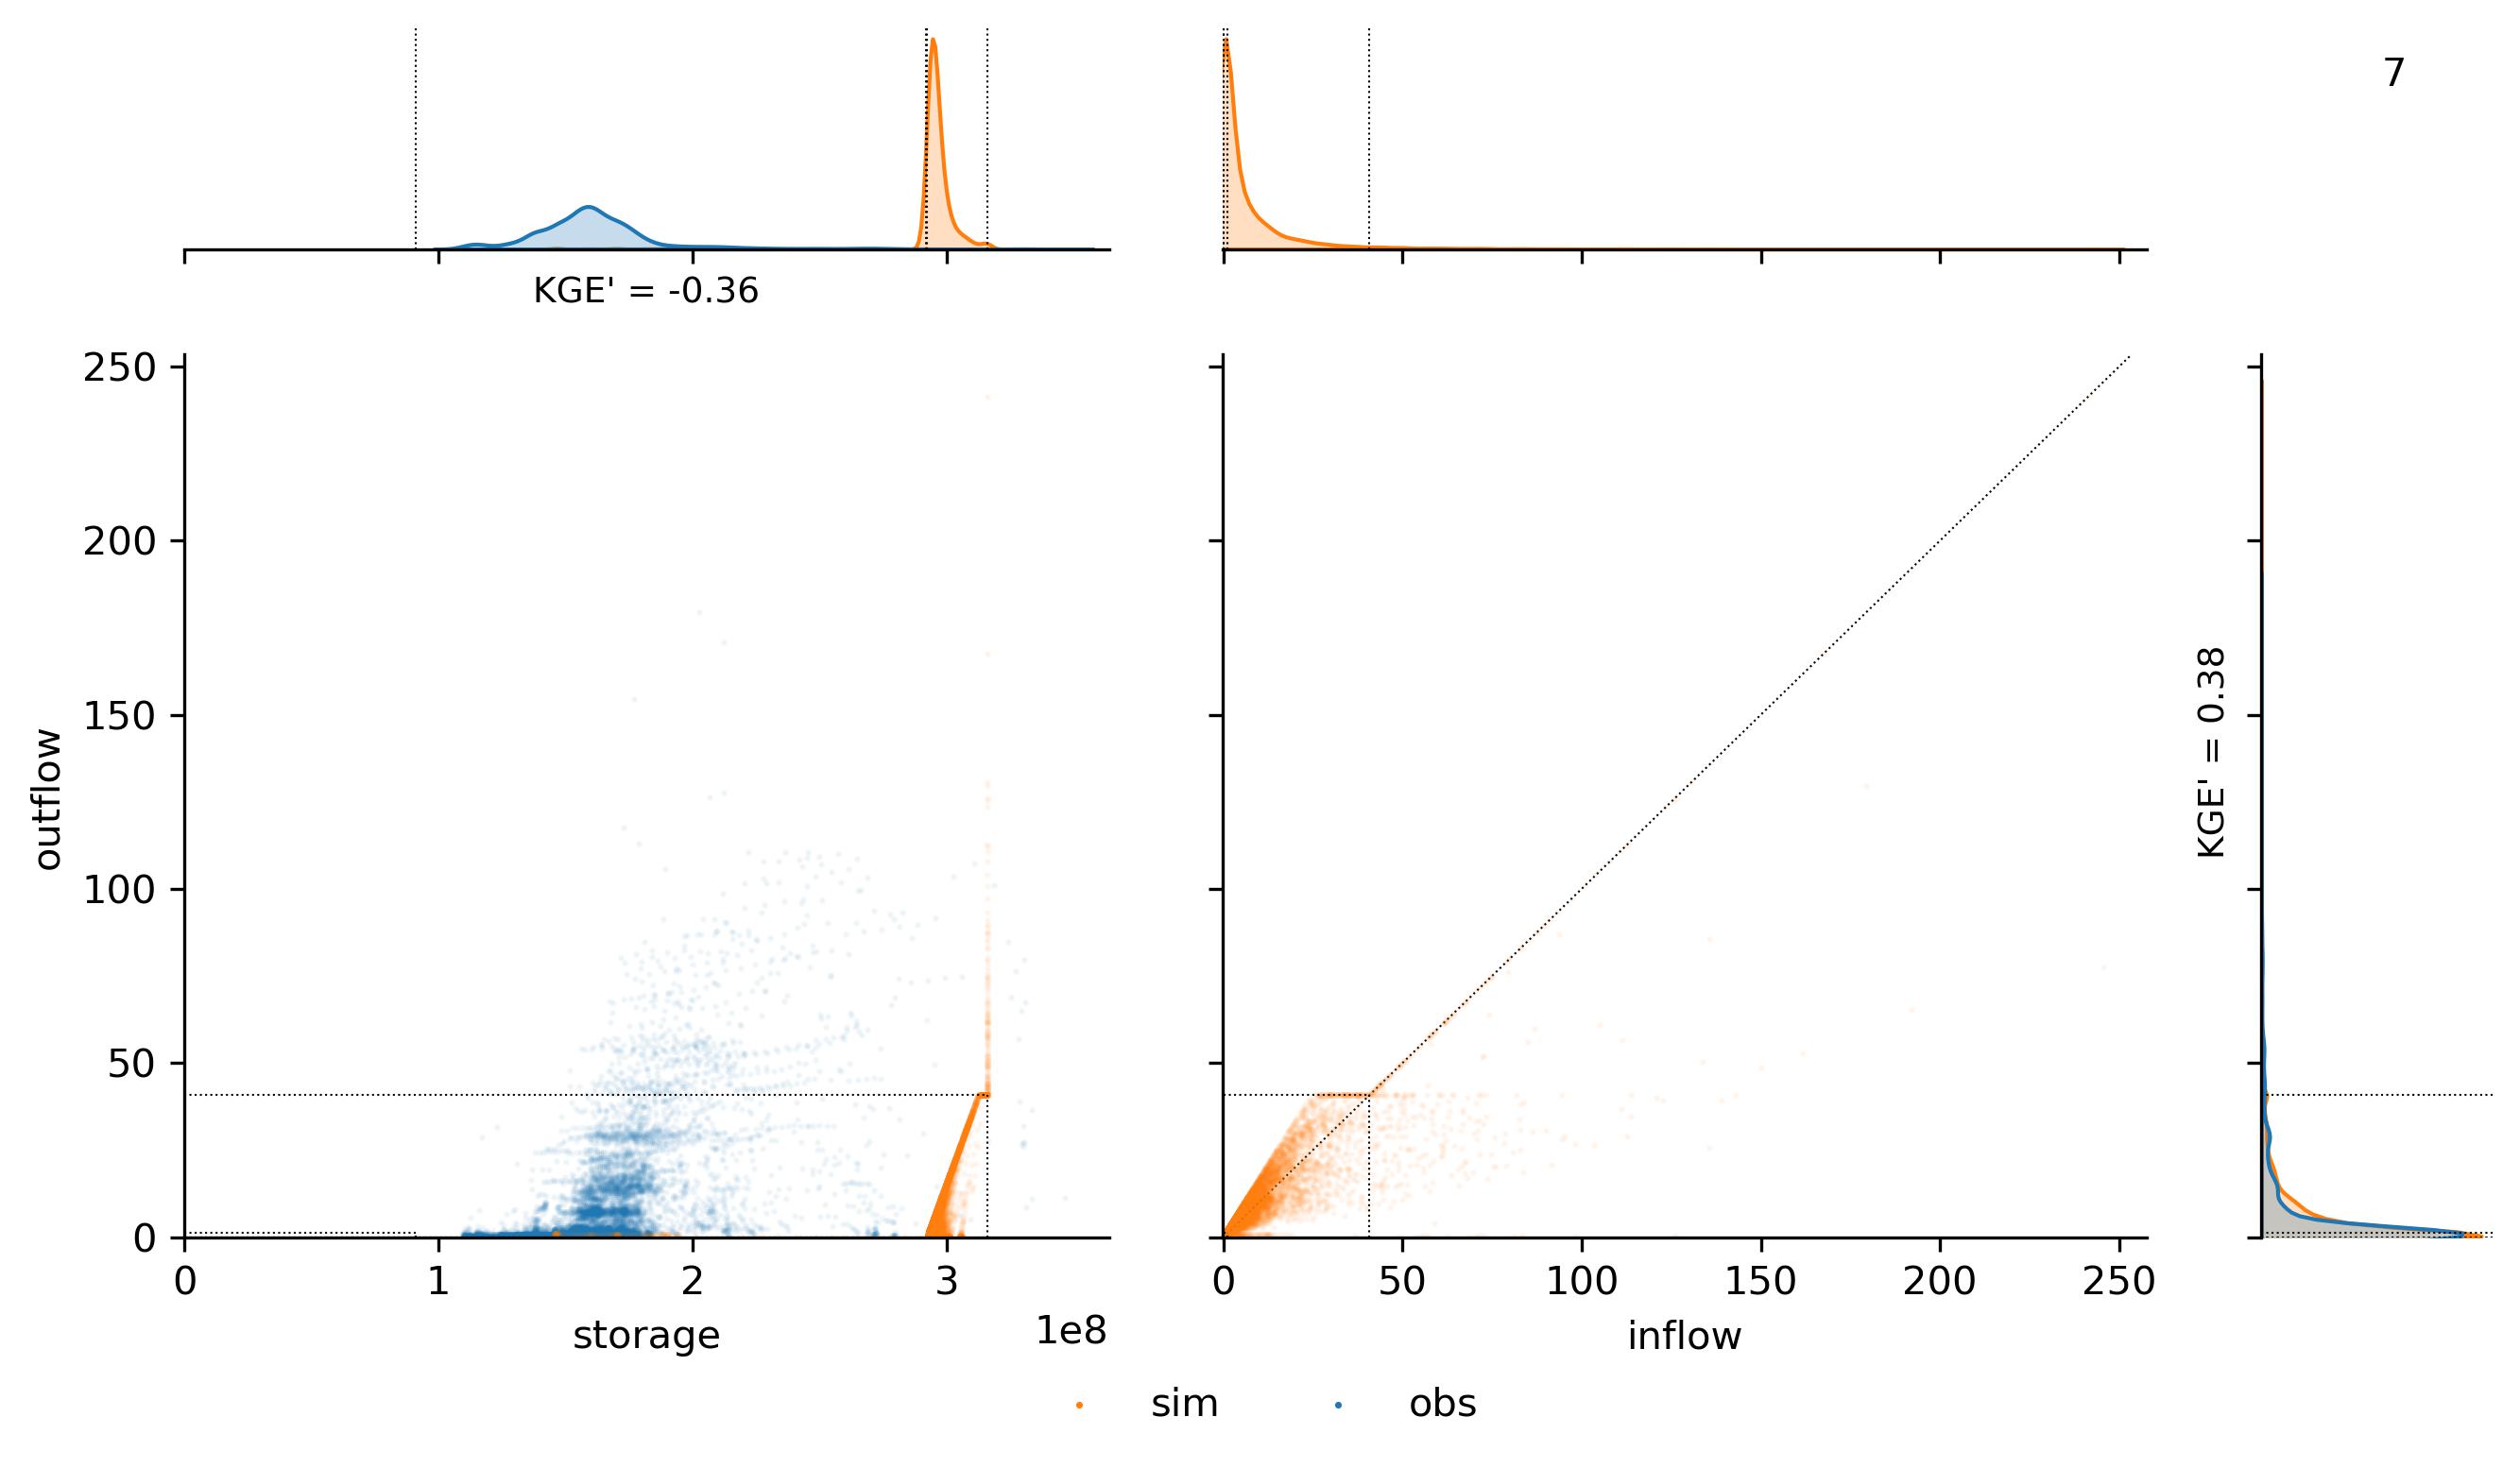 7
KGE' = -0.36
250
200
150
100
50
0
outflow
KGE' = 0.38
0 1 2 3
0 50 100 150 200 250
storage
1e8
inflow
sim obs